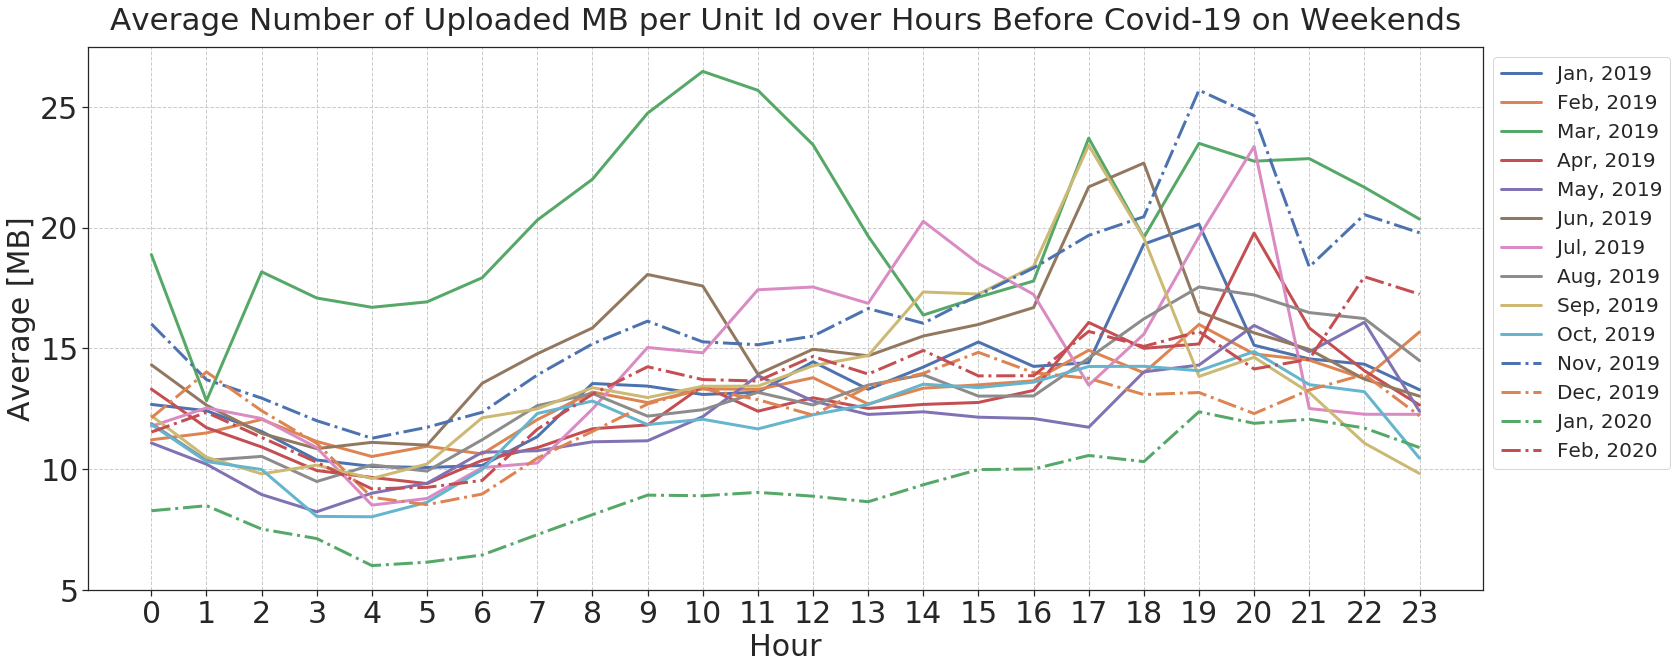 Average Number of Uploaded MB per Unit Id over Hours Before Covid-19 on Weekends
Average [MB]
25
20
15
10
5
0 1 2 3 4 5 6 7 8 9 10 11 12 13 14 15 16 17 18 19 20 21 22 23
Hour
Jan, 2019
Feb, 2019
Mar, 2019
Apr, 2019
May, 2019
Jun, 2019
Jul, 2019
Aug, 2019
Sep, 2019
Oct, 2019
Nov, 2019
Dec, 2019
Jan, 2020
Feb, 2020